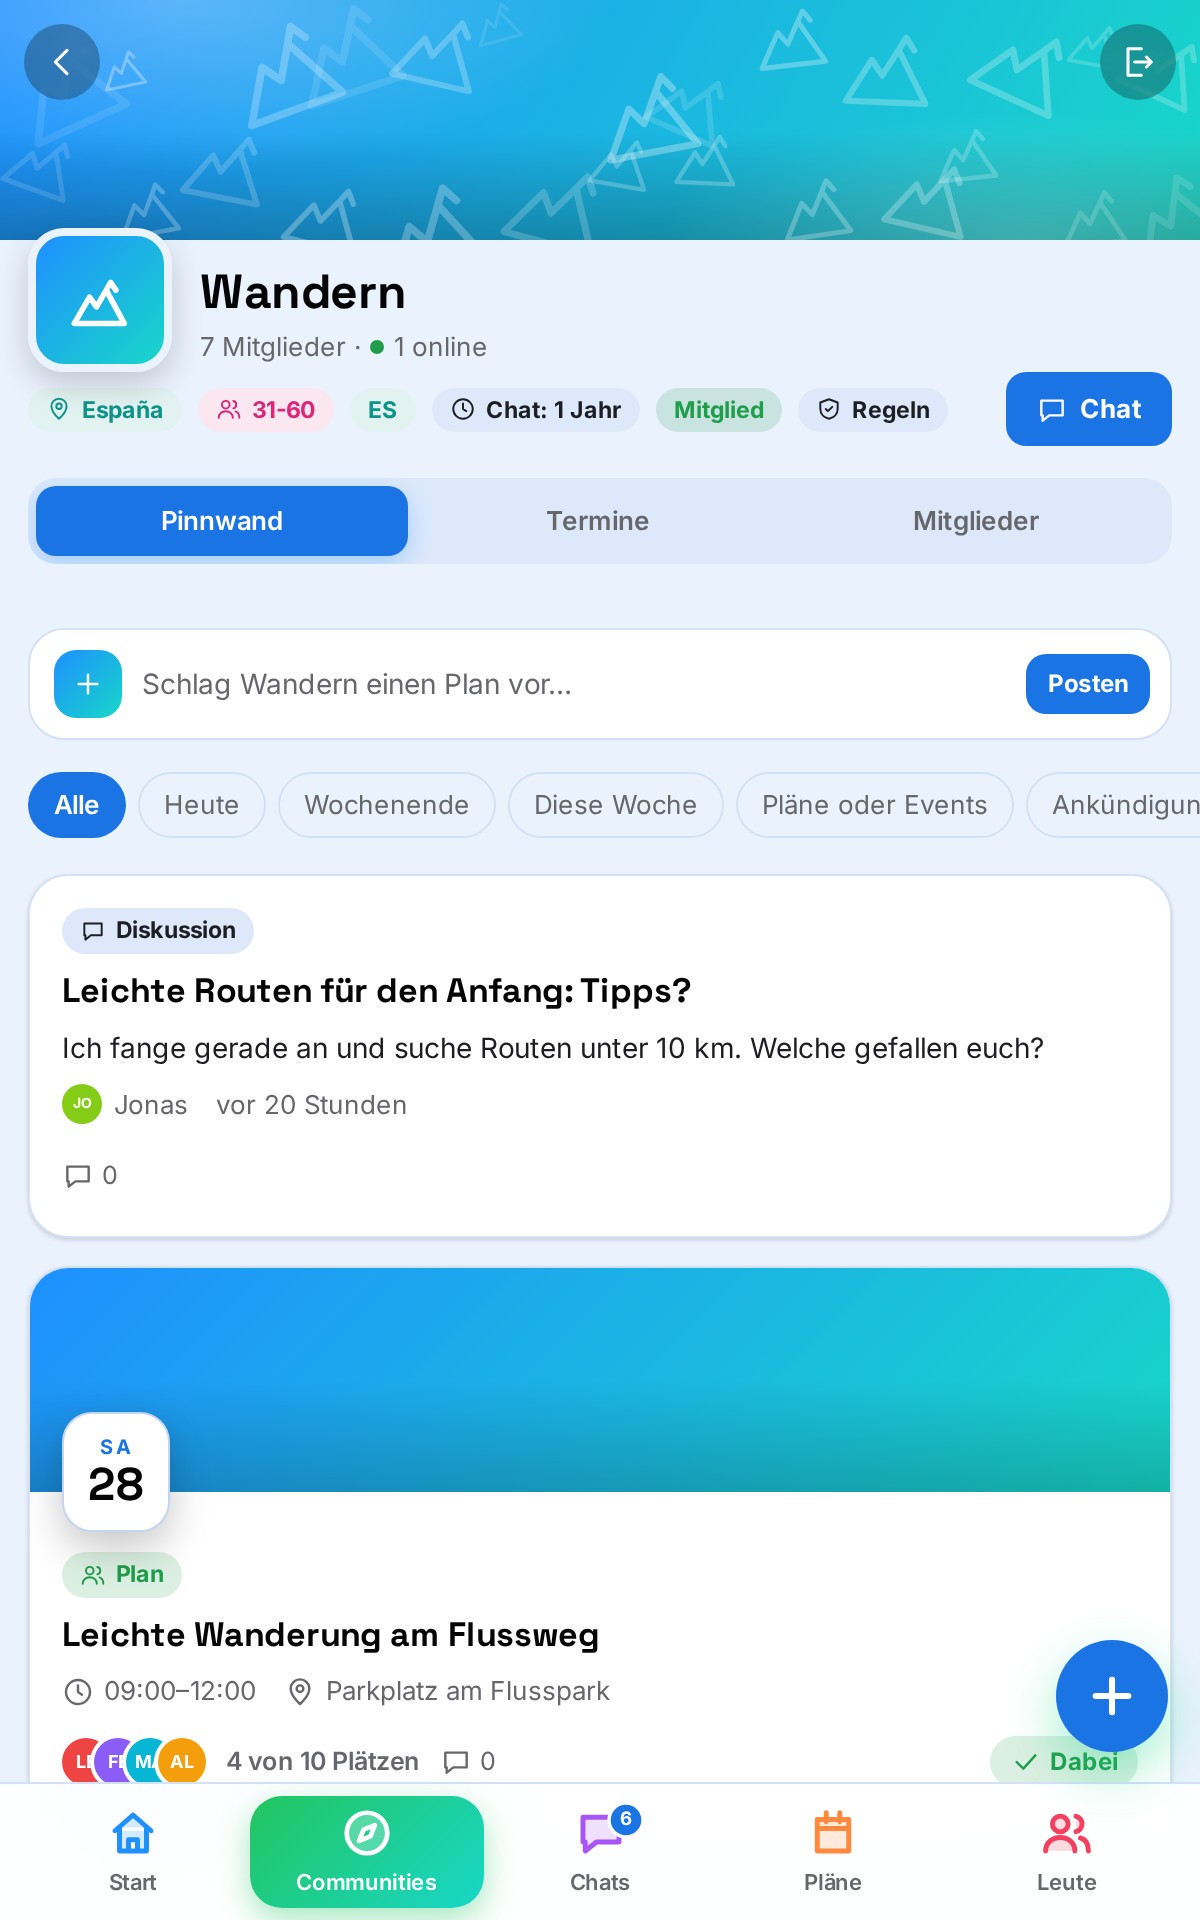 Wandern
7 Mitglieder · 1 online
España
31-60
ES
Chat: 1 Jahr
Mitglied
Regeln
Chat
Pinnwand
Termine
Mitglieder
Schlag Wandern einen Plan vor...
Posten
Alle
Heute
Wochenende
Diese Woche
Pläne oder Events
Ankündigun
Diskussion
Leichte Routen für den Anfang: Tipps?
Ich fange gerade an und suche Routen unter 10 km. Welche gefallen euch?
JO
Jonas
vor 20 Stunden
0
SA
28
Plan
Leichte Wanderung am Flussweg
09:00–12:00
Parkplatz am Flusspark
AL
4 von 10 Plätzen
0
Dabei
Start
Communities
6
Chats
Pläne
Leute